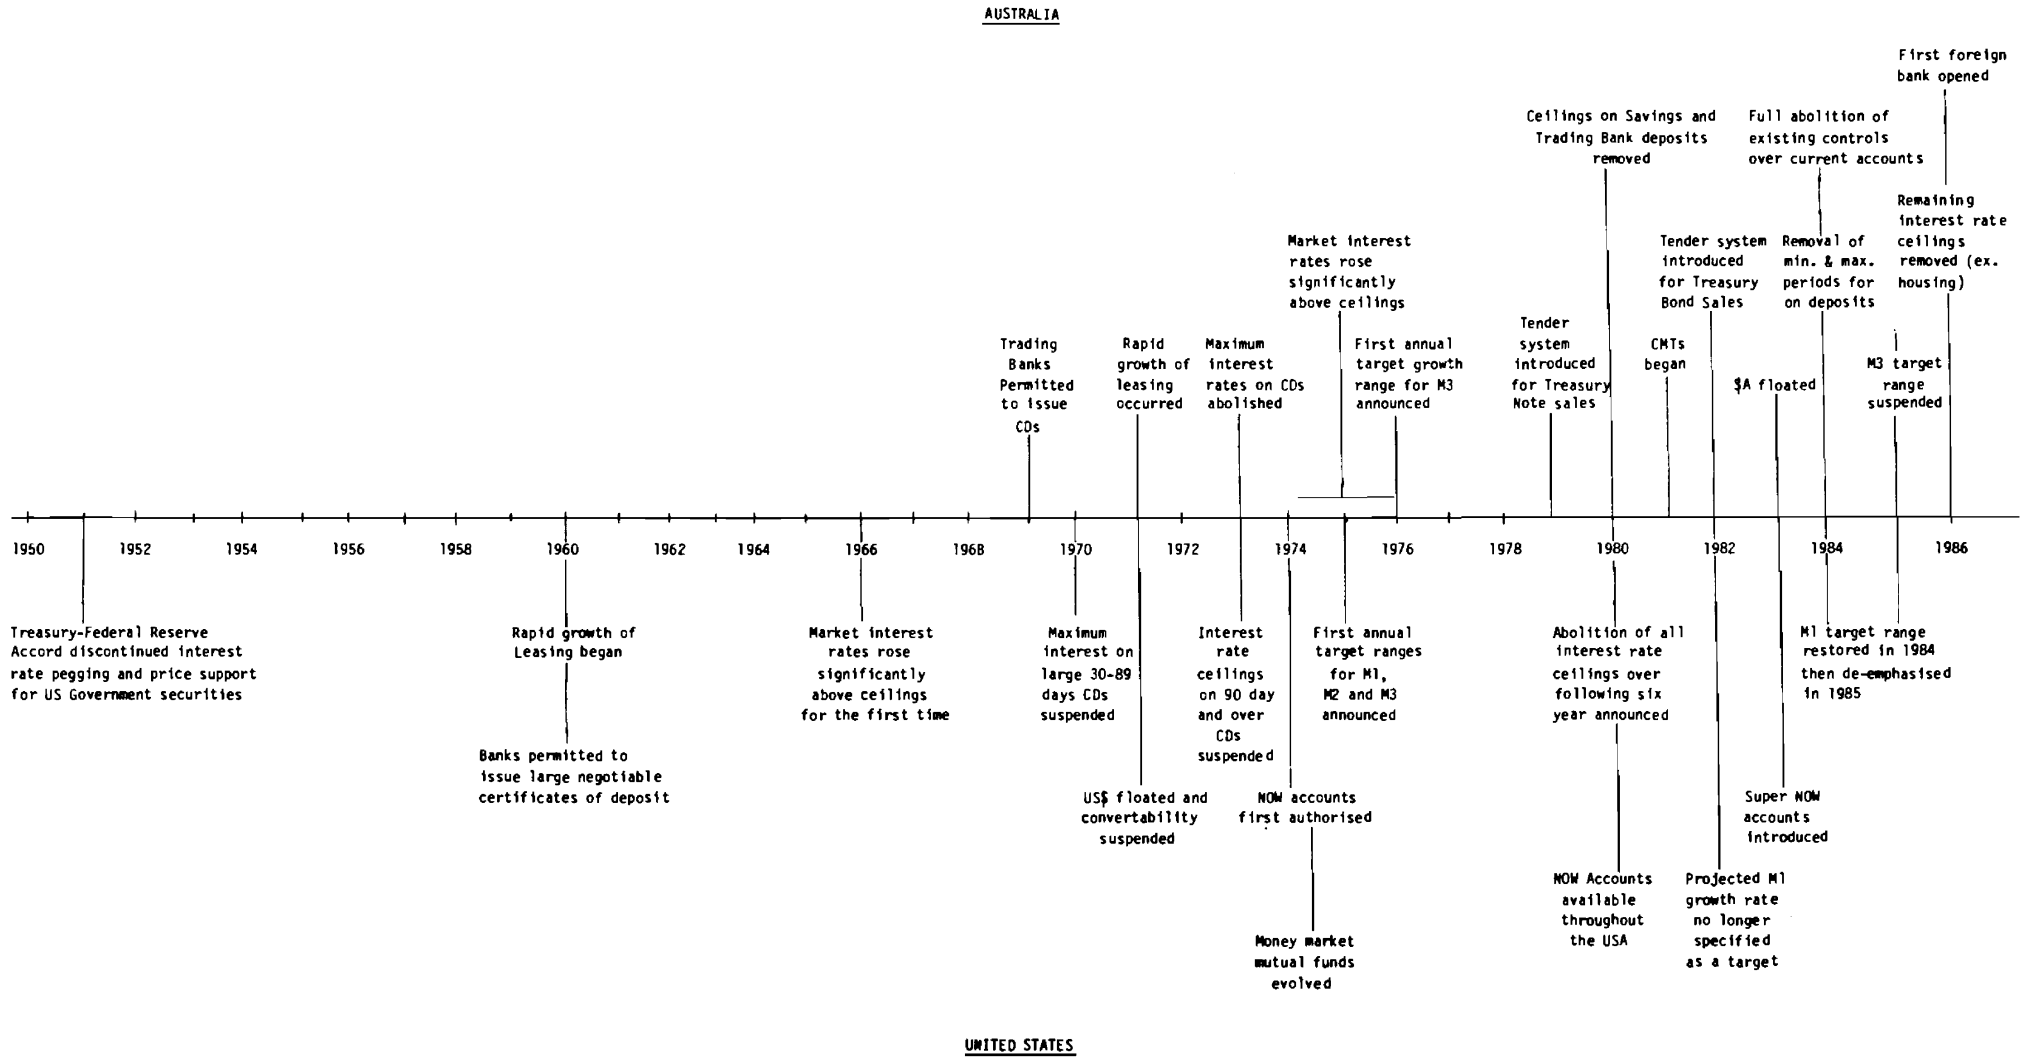 AUSTRALIA
First foreign
bank opened
Ceilings on Savings and
Trading Bank deposits
removed
Full abolition of
existing controls
over current accounts
Remaining
interest rate
ceilings
removed (ex.
housing)
Market interest
rates rose
significantly
above ceilings
Tender system
introduced
for Treasury
Bond Sales
Removal of
min. & max.
periods for
on deposits
Trading
Banks
Permitted
to issue
CDs
Rapid
growth of
leasing
occurred
Maximum
interest
rates on CDs
abolished
First annual
target growth
range for M3
announced
Tender
system
introduced
for Treasury
Note sales
CMTs
began
$A floated
M3 target
range
suspended
1950 1952 1954 1956 1958 1960 1962 1964 1966 1968 1970 1972 1974 1976 1978 1980 1982 1984 1986
Treasury-Federal Reserve
Accord discontinued interest
rate pegging and price support
for US Government securities
Rapid growth of
Leasing began
Banks permitted to
issue large negotiable
certificates of deposit
Market interest
rates rose
significantly
above ceilings
for the first time
Maximum
interest on
large 30-89
days CDs
suspended
US$ floated and
convertability
suspended
Interest
rate
ceilings
on 90 day
and over
CDs
suspended
NOW accounts
first authorised
Money market
mutual funds
evolved
First annual
target ranges
for M1,
M2 and M3
announced
Abolition of all
interest rate
ceilings over
following six
year announced
NOW Accounts
available
throughout
the USA
Projected M1
growth rate
no longer
specified
as a target
Super NOW
accounts
introduced
M1 target range
restored in 1984
then de-emphasised
in 1985
UNITED STATES